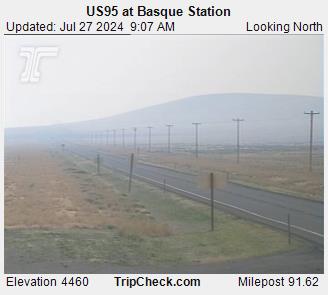 US95 at Basque Station
Updated: Jul 27 2024 9:07 AM Looking North
Elevation 4460 TripCheck.com Milepost 91.62